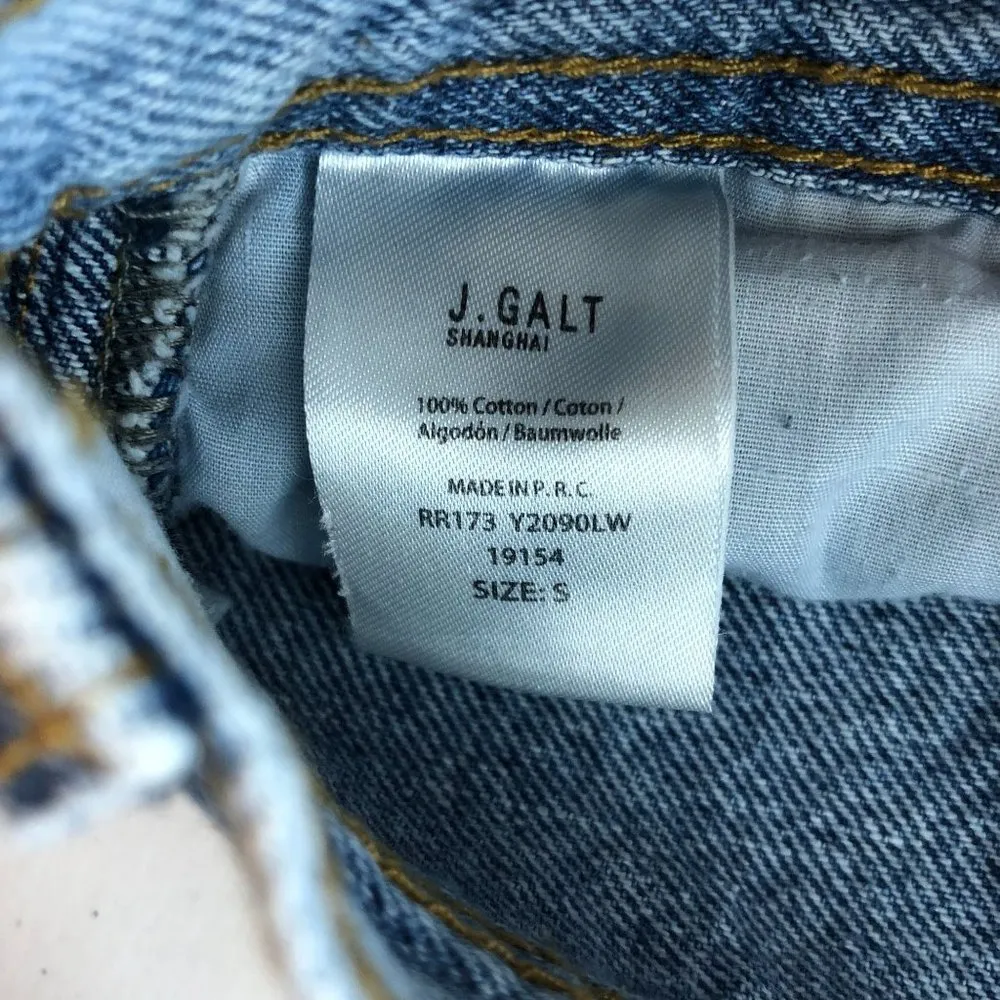 J.GALT
SHANGHAI
100% Cotton / Coton /
Algodón / Baumwolle
MADE IN P. R. C.
RR173 Y2090LW
19154
SIZE: S